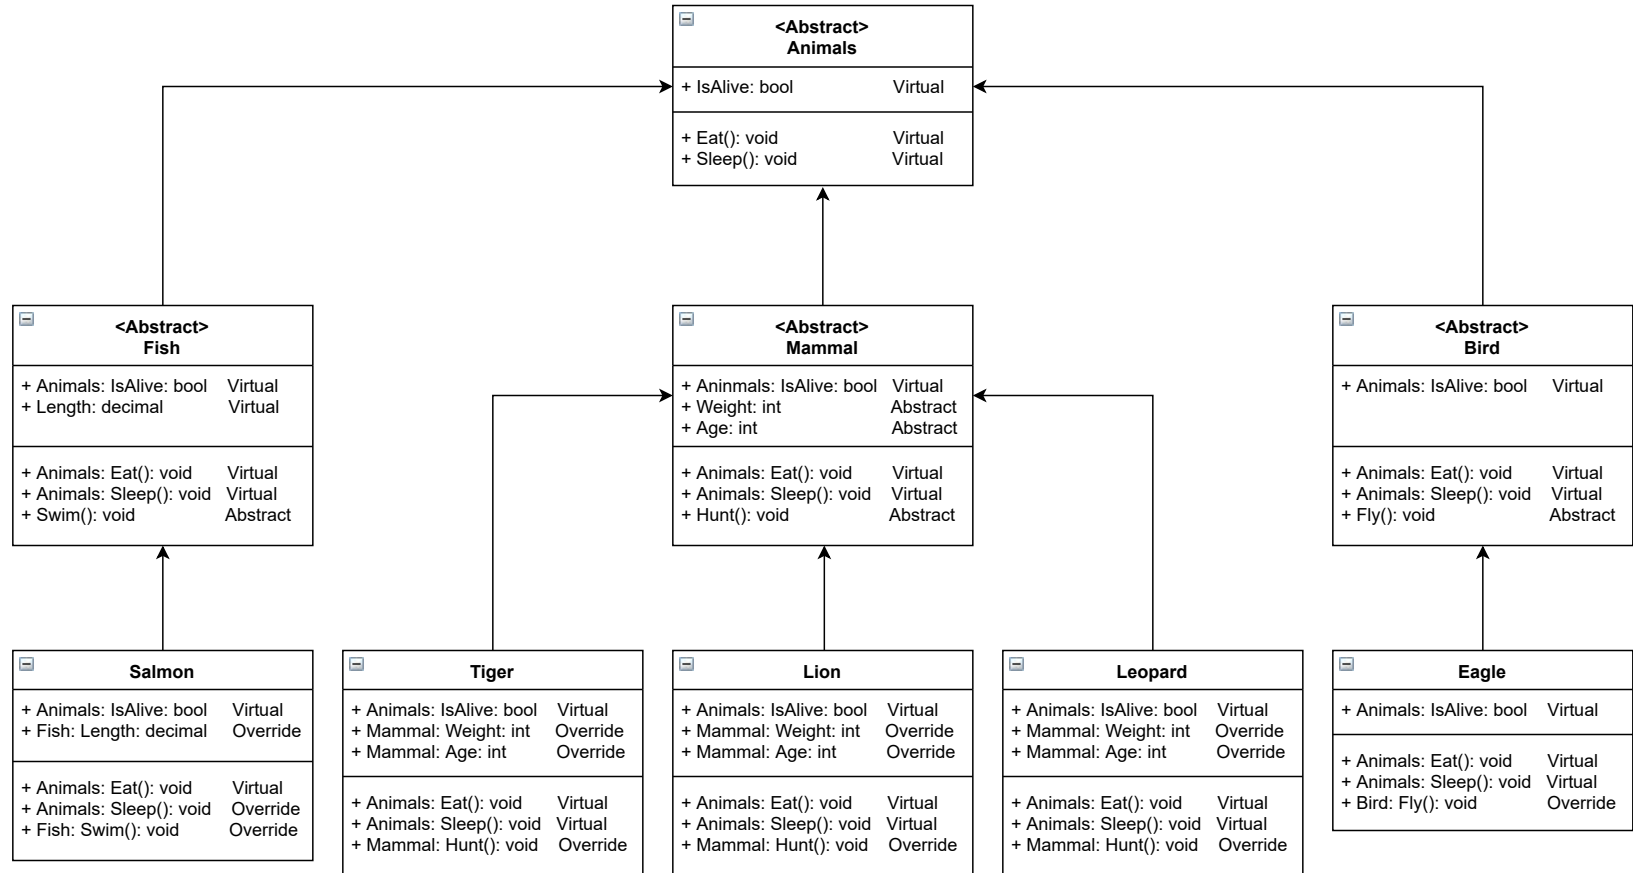 <Abstract>
Animals
+ IsAlive: bool Virtual
+ Eat(): void Virtual
+ Sleep(): void Virtual
<Abstract>
Fish
+ Animals: IsAlive: bool Virtual
+ Length: decimal Virtual
+ Animals: Eat(): void Virtual
+ Animals: Sleep(): void Virtual
+ Swim(): void Abstract
<Abstract>
Mammal
+ Aninmals: IsAlive: bool Virtual
+ Weight: int Abstract
+ Age: int Abstract
+ Animals: Eat(): void Virtual
+ Animals: Sleep(): void Virtual
+ Hunt(): void Abstract
<Abstract>
Bird
+ Animals: IsAlive: bool Virtual
+ Animals: Eat(): void Virtual
+ Animals: Sleep(): void Virtual
+ Fly(): void Abstract
Salmon
+ Animals: IsAlive: bool Virtual
+ Fish: Length: decimal Override
+ Animals: Eat(): void Virtual
+ Animals: Sleep(): void Override
+ Fish: Swim(): void Override
Tiger
+ Animals: IsAlive: bool Virtual
+ Mammal: Weight: int Override
+ Mammal: Age: int Override
+ Animals: Eat(): void Virtual
+ Animals: Sleep(): void Virtual
+ Mammal: Hunt(): void Override
Lion
+ Animals: IsAlive: bool Virtual
+ Mammal: Weight: int Override
+ Mammal: Age: int Override
+ Animals: Eat(): void Virtual
+ Animals: Sleep(): void Virtual
+ Mammal: Hunt(): void Override
Leopard
+ Animals: IsAlive: bool Virtual
+ Mammal: Weight: int Override
+ Mammal: Age: int Override
+ Animals: Eat(): void Virtual
+ Animals: Sleep(): void Virtual
+ Mammal: Hunt(): void Override
Eagle
+ Animals: IsAlive: bool Virtual
+ Animals: Eat(): void Virtual
+ Animals: Sleep(): void Virtual
+ Bird: Fly(): void Override